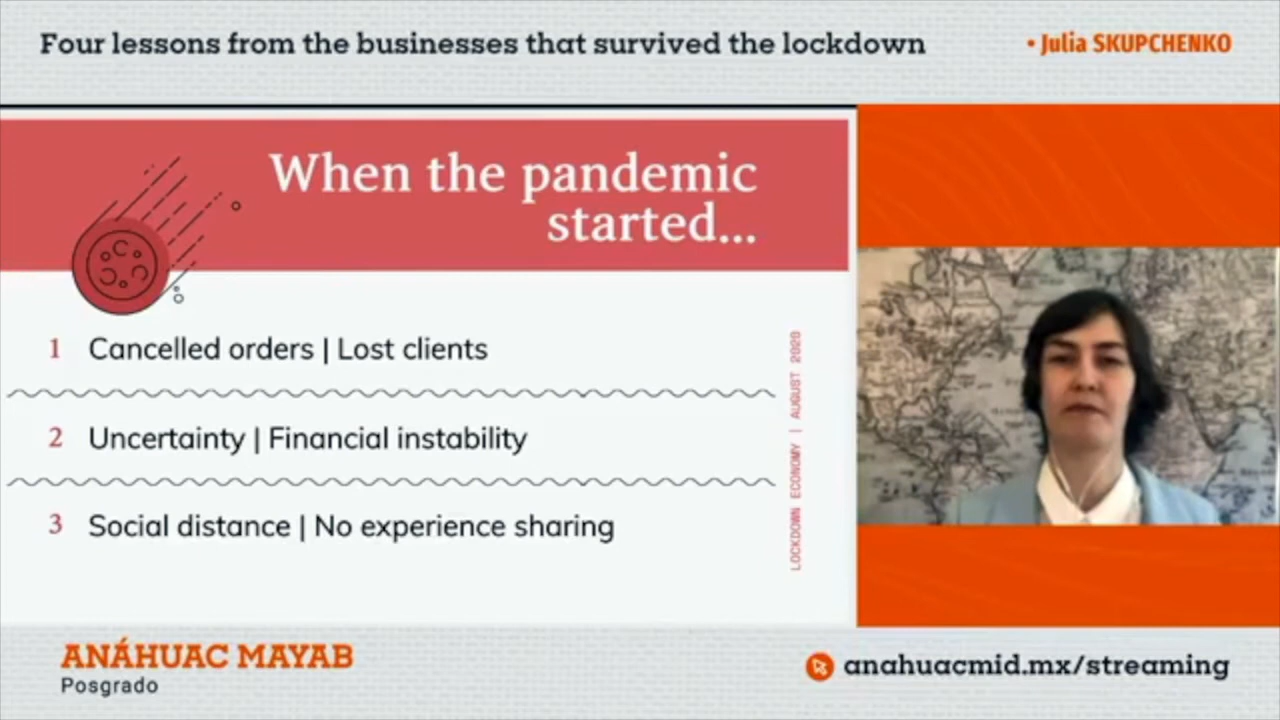 Four lessons from the businesses that survived the lockdown
• Julia SKUPCHENKO
When the pandemic
started...
1 Cancelled orders | Lost clients
2 Uncertainty | Financial instability
3 Social distance | No experience sharing
LOCKDOWN ECONOMY | AUGUST 2020
ANÁHUAC MAYAB
Posgrado
anahuacmid.mx/streaming